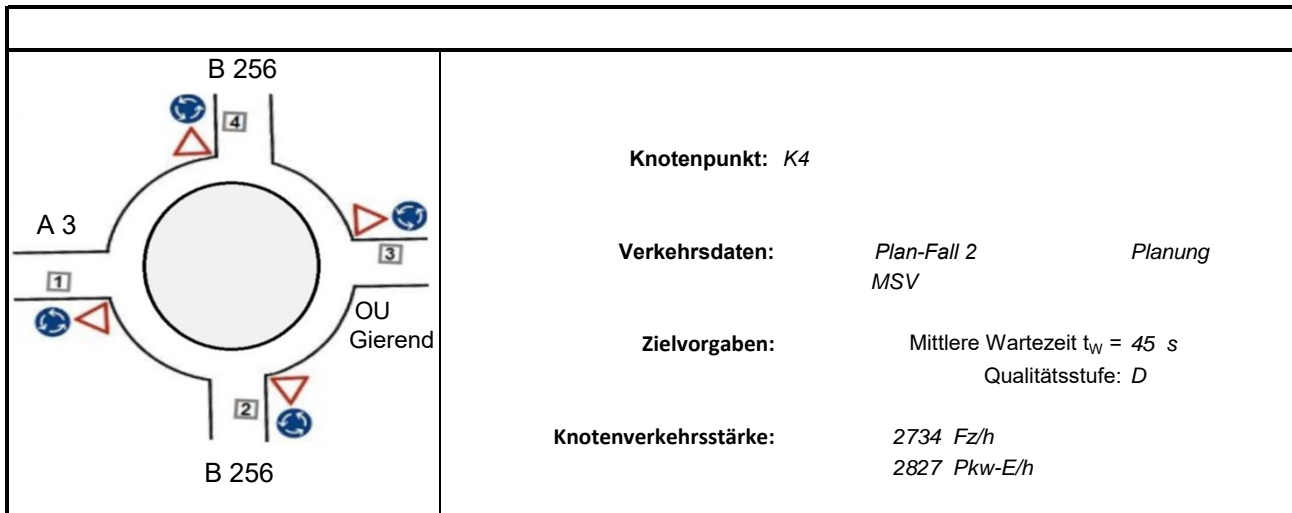 B 256
4
A 3
3
1
OU
Gierend
2
B 256
Knotenpunkt: K4
Verkehrsdaten: Plan-Fall 2 Planung
MSV
Zielvorgaben: Mittlere Wartezeit tW = 45 s
Qualitätsstufe: D
Knotenverkehrsstärke: 2734 Fz/h
2827 Pkw-E/h